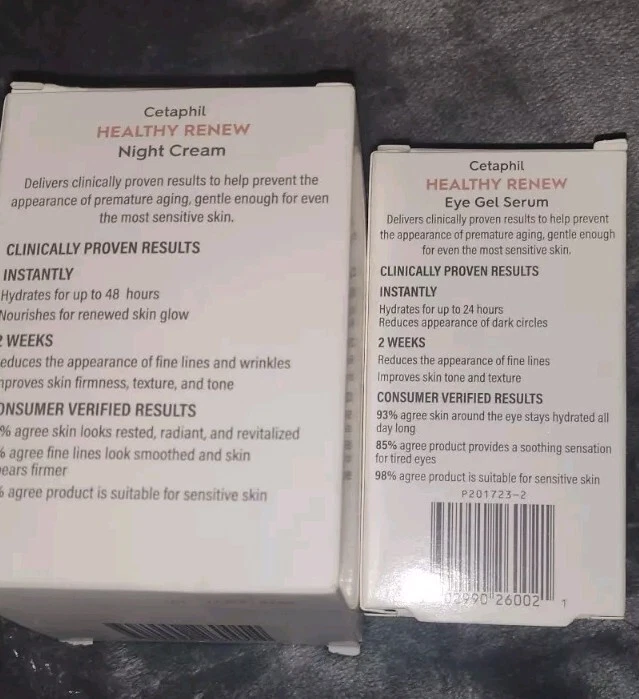 Cetaphil
HEALTHY RENEW
Night Cream
Delivers clinically proven results to help prevent the
appearance of premature aging, gentle enough for even
the most sensitive skin.
CLINICALLY PROVEN RESULTS
INSTANTLY
Hydrates for up to 48 hours
Nourishes for renewed skin glow
2 WEEKS
educes the appearance of fine lines and wrinkles
mproves skin firmness, texture, and tone
ONSUMER VERIFIED RESULTS
% agree skin looks rested, radiant, and revitalized
% agree fine lines look smoothed and skin
ears firmer
% agree product is suitable for sensitive skin
Cetaphil
HEALTHY RENEW
Eye Gel Serum
Delivers clinically proven results to help prevent
the appearance of premature aging, gentle enough
for even the most sensitive skin.
CLINICALLY PROVEN RESULTS
INSTANTLY
Hydrates for up to 24 hours
Reduces appearance of dark circles
2 WEEKS
Reduces the appearance of fine lines
Improves skin tone and texture
CONSUMER VERIFIED RESULTS
93% agree skin around the eye stays hydrated all
day long
85% agree product provides a soothing sensation
for tired eyes
98% agree product is suitable for sensitive skin
P201723-2
02990 26002 1